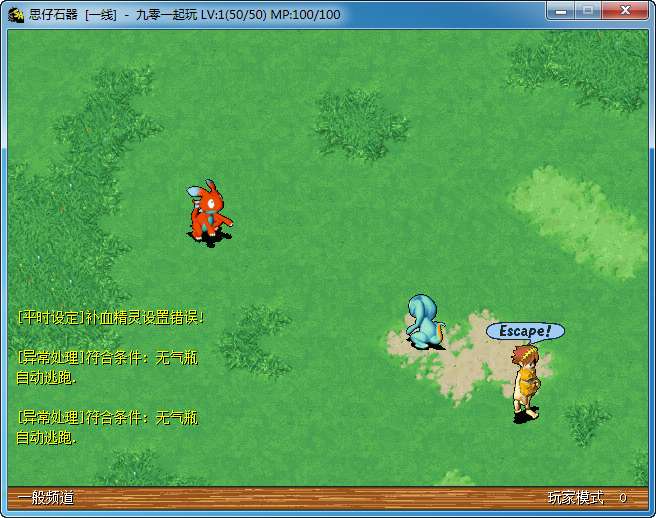 思仔石器 [一线] - 九零一起玩 LV:1(50/50) MP:100/100
Escape!
[平时设定]补血精灵设置错误!
[异常处理]符合条件：无气瓶
自动逃跑.
[异常处理]符合条件：无气瓶
自动逃跑.
一般频道
玩家模式 0